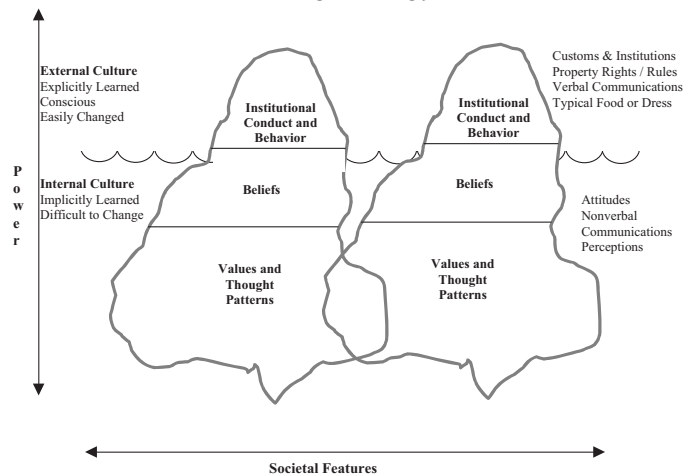 External Culture
Explicitly Learned
Conscious
Easily Changed
Institutional
Conduct and
Behavior
Institutional
Conduct and
Behavior
Customs & Institutions
Property Rights / Rules
Verbal Communications
Typical Food or Dress
P
o
w
e
r
Internal Culture
Implicitly Learned
Difficult to Change
Beliefs
Beliefs
Attitudes
Nonverbal
Communications
Perceptions
Values and
Thought
Patterns
Values and
Thought
Patterns
Societal Features